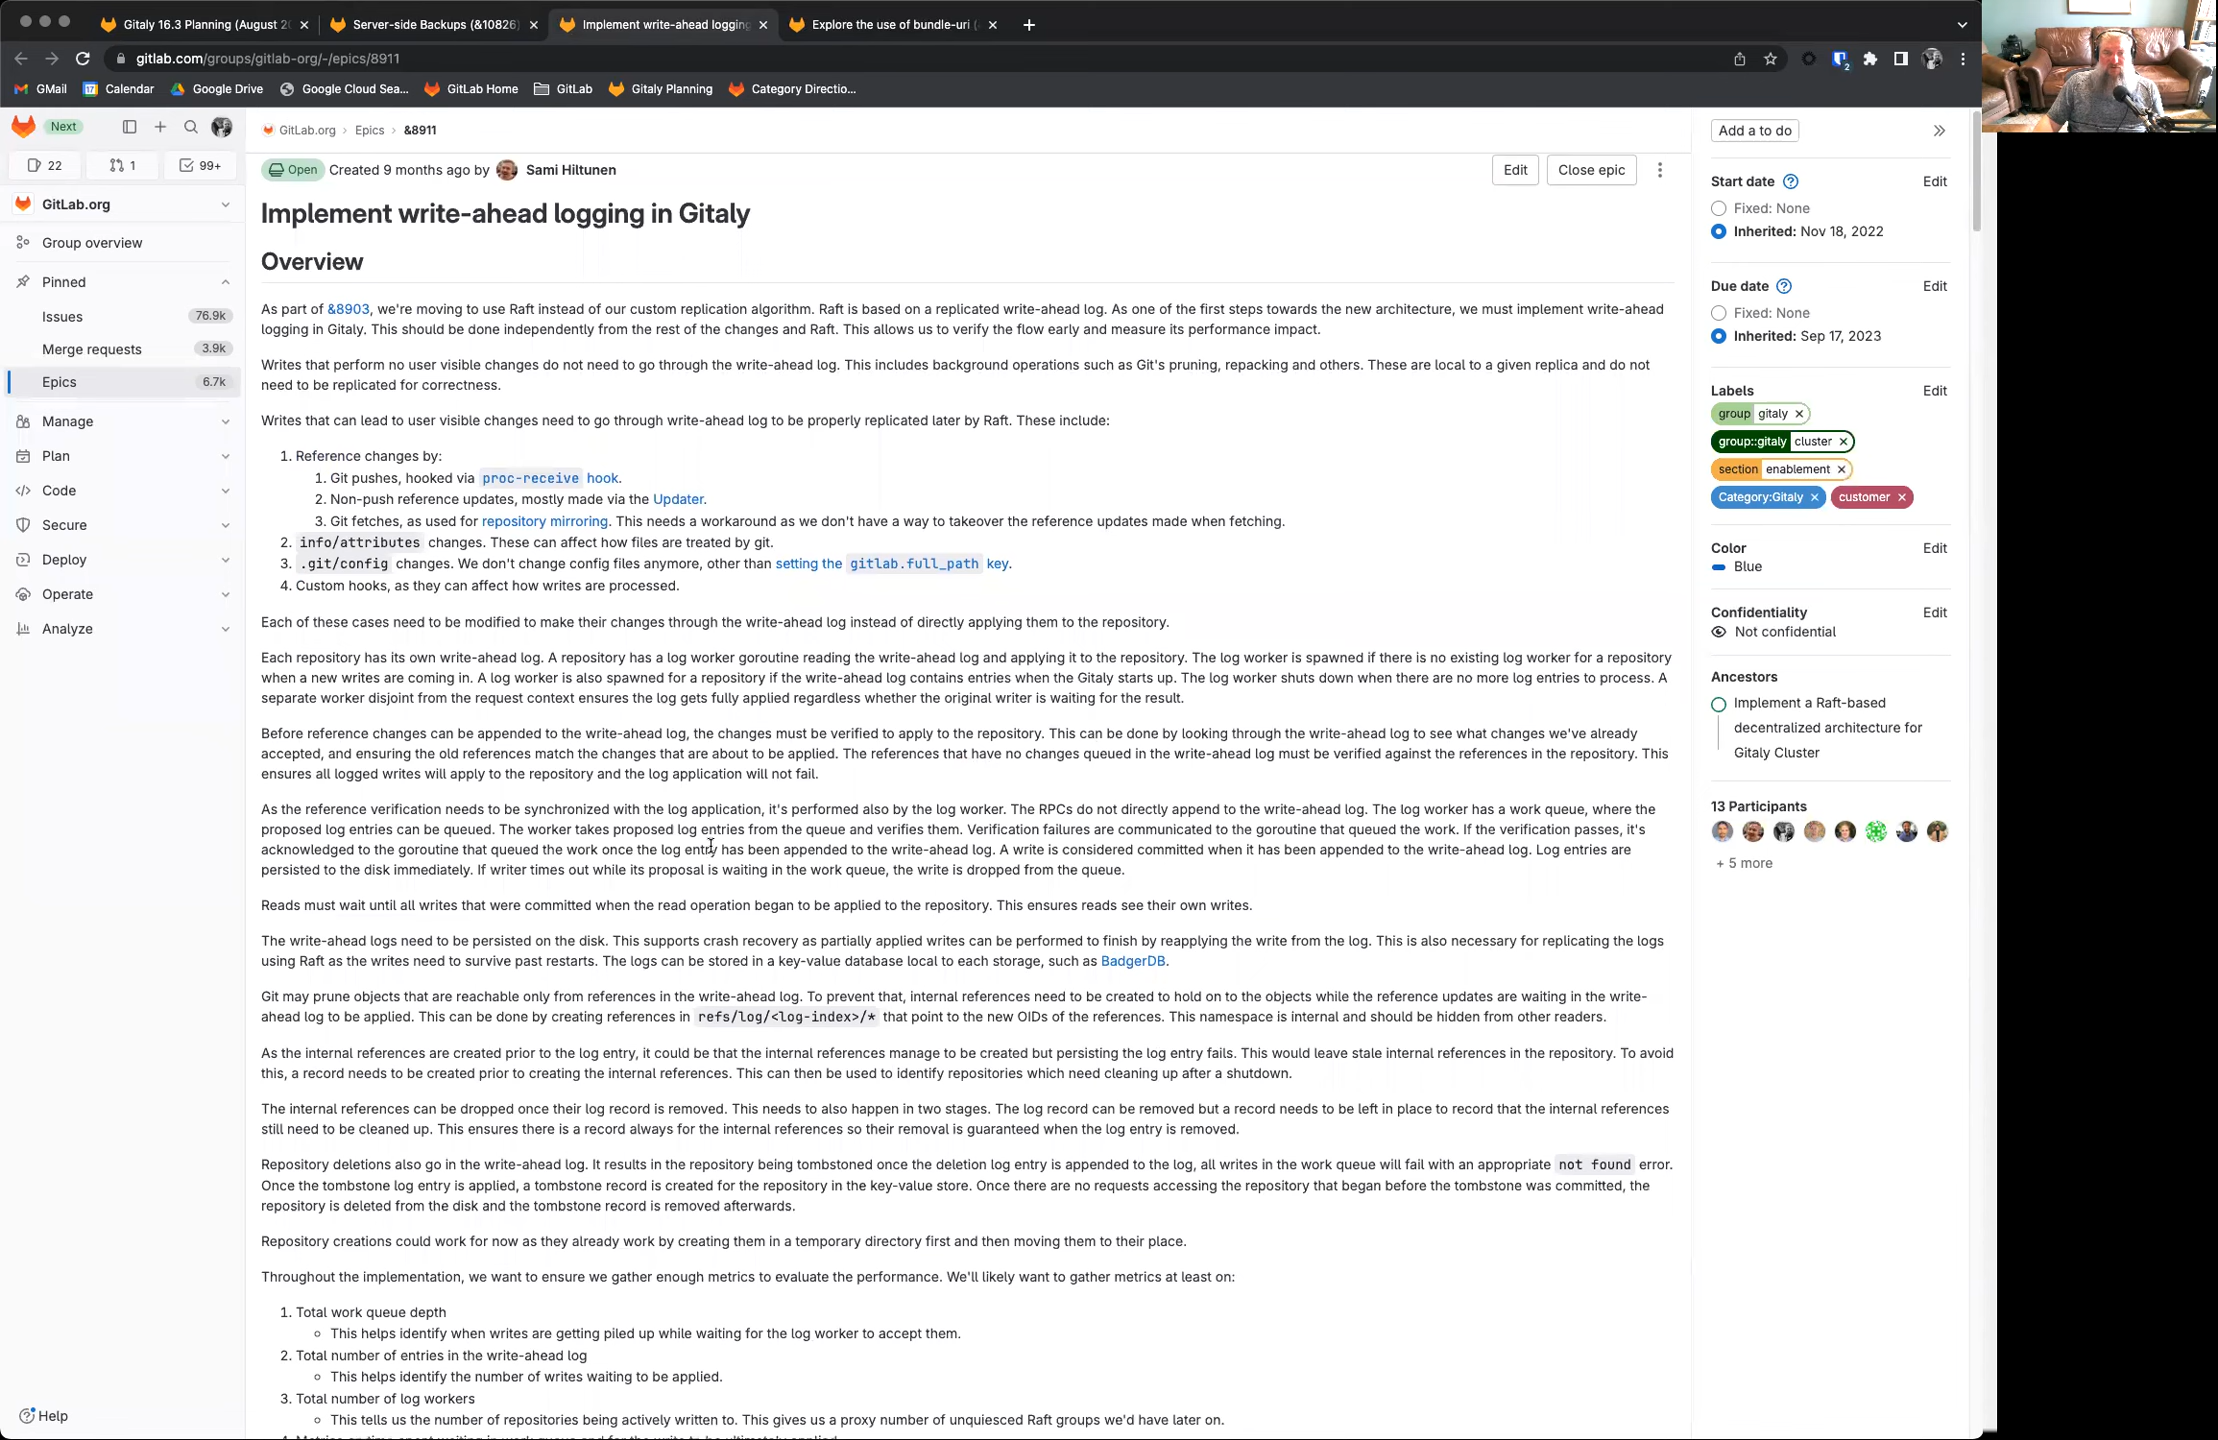 Gitaly 16.3 Planning (August 2
Server-side Backups (&10826)
Implement write-ahead logging
Explore the use of bundle-uri (
gitlab.com/groups/gitlab-org/-/epics/8911
2
GMail
Calendar
Google Drive
Google Cloud Sea...
GitLab Home
GitLab
Gitaly Planning
Category Directio...
Next
22
1
99+
GitLab.org
Group overview
Pinned
Issues 76.9k
Merge requests 3.9k
Epics 6.7k
Manage
Plan
Code
Secure
Deploy
Operate
Analyze
Help
GitLab.org › Epics › &8911
Open Created 9 months ago by Sami Hiltunen
Edit
Close epic
Implement write-ahead logging in Gitaly
Overview
As part of &8903, we're moving to use Raft instead of our custom replication algorithm. Raft is based on a replicated write-ahead log. As one of the first steps towards the new architecture, we must implement write-ahead
logging in Gitaly. This should be done independently from the rest of the changes and Raft. This allows us to verify the flow early and measure its performance impact.
Writes that perform no user visible changes do not need to go through the write-ahead log. This includes background operations such as Git's pruning, repacking and others. These are local to a given replica and do not
need to be replicated for correctness.
Writes that can lead to user visible changes need to go through write-ahead log to be properly replicated later by Raft. These include:
1. Reference changes by:
1. Git pushes, hooked via proc-receive hook.
2. Non-push reference updates, mostly made via the Updater.
3. Git fetches, as used for repository mirroring. This needs a workaround as we don't have a way to takeover the reference updates made when fetching.
2. info/attributes changes. These can affect how files are treated by git.
3. .git/config changes. We don't change config files anymore, other than setting the gitlab.full_path key.
4. Custom hooks, as they can affect how writes are processed.
Each of these cases need to be modified to make their changes through the write-ahead log instead of directly applying them to the repository.
Each repository has its own write-ahead log. A repository has a log worker goroutine reading the write-ahead log and applying it to the repository. The log worker is spawned if there is no existing log worker for a repository
when a new writes are coming in. A log worker is also spawned for a repository if the write-ahead log contains entries when the Gitaly starts up. The log worker shuts down when there are no more log entries to process. A
separate worker disjoint from the request context ensures the log gets fully applied regardless whether the original writer is waiting for the result.
Before reference changes can be appended to the write-ahead log, the changes must be verified to apply to the repository. This can be done by looking through the write-ahead log to see what changes we've already
accepted, and ensuring the old references match the changes that are about to be applied. The references that have no changes queued in the write-ahead log must be verified against the references in the repository. This
ensures all logged writes will apply to the repository and the log application will not fail.
As the reference verification needs to be synchronized with the log application, it's performed also by the log worker. The RPCs do not directly append to the write-ahead log. The log worker has a work queue, where the
proposed log entries can be queued. The worker takes proposed log entries from the queue and verifies them. Verification failures are communicated to the goroutine that queued the work. If the verification passes, it's
acknowledged to the goroutine that queued the work once the log entry has been appended to the write-ahead log. A write is considered committed when it has been appended to the write-ahead log. Log entries are
persisted to the disk immediately. If writer times out while its proposal is waiting in the work queue, the write is dropped from the queue.
Reads must wait until all writes that were committed when the read operation began to be applied to the repository. This ensures reads see their own writes.
The write-ahead logs need to be persisted on the disk. This supports crash recovery as partially applied writes can be performed to finish by reapplying the write from the log. This is also necessary for replicating the logs
using Raft as the writes need to survive past restarts. The logs can be stored in a key-value database local to each storage, such as BadgerDB.
Git may prune objects that are reachable only from references in the write-ahead log. To prevent that, internal references need to be created to hold on to the objects while the reference updates are waiting in the write-
ahead log to be applied. This can be done by creating references in refs/log/<log-index>/* that point to the new OIDs of the references. This namespace is internal and should be hidden from other readers.
As the internal references are created prior to the log entry, it could be that the internal references manage to be created but persisting the log entry fails. This would leave stale internal references in the repository. To avoid
this, a record needs to be created prior to creating the internal references. This can then be used to identify repositories which need cleaning up after a shutdown.
The internal references can be dropped once their log record is removed. This needs to also happen in two stages. The log record can be removed but a record needs to be left in place to record that the internal references
still need to be cleaned up. This ensures there is a record always for the internal references so their removal is guaranteed when the log entry is removed.
Repository deletions also go in the write-ahead log. It results in the repository being tombstoned once the deletion log entry is appended to the log, all writes in the work queue will fail with an appropriate not found error.
Once the tombstone log entry is applied, a tombstone record is created for the repository in the key-value store. Once there are no requests accessing the repository that began before the tombstone was committed, the
repository is deleted from the disk and the tombstone record is removed afterwards.
Repository creations could work for now as they already work by creating them in a temporary directory first and then moving them to their place.
Throughout the implementation, we want to ensure we gather enough metrics to evaluate the performance. We'll likely want to gather metrics at least on:
1. Total work queue depth
This helps identify when writes are getting piled up while waiting for the log worker to accept them.
2. Total number of entries in the write-ahead log
This helps identify the number of writes waiting to be applied.
3. Total number of log workers
This tells us the number of repositories being actively written to. This gives us a proxy number of unquiesced Raft groups we'd have later on.
Add a to do
Start date Edit
Fixed: None
Inherited: Nov 18, 2022
Due date Edit
Fixed: None
Inherited: Sep 17, 2023
Labels Edit
group gitaly
group::gitaly cluster
section enablement
Category:Gitaly customer
Color Edit
Blue
Confidentiality Edit
Not confidential
Ancestors
Implement a Raft-based
decentralized architecture for
Gitaly Cluster
13 Participants
+ 5 more